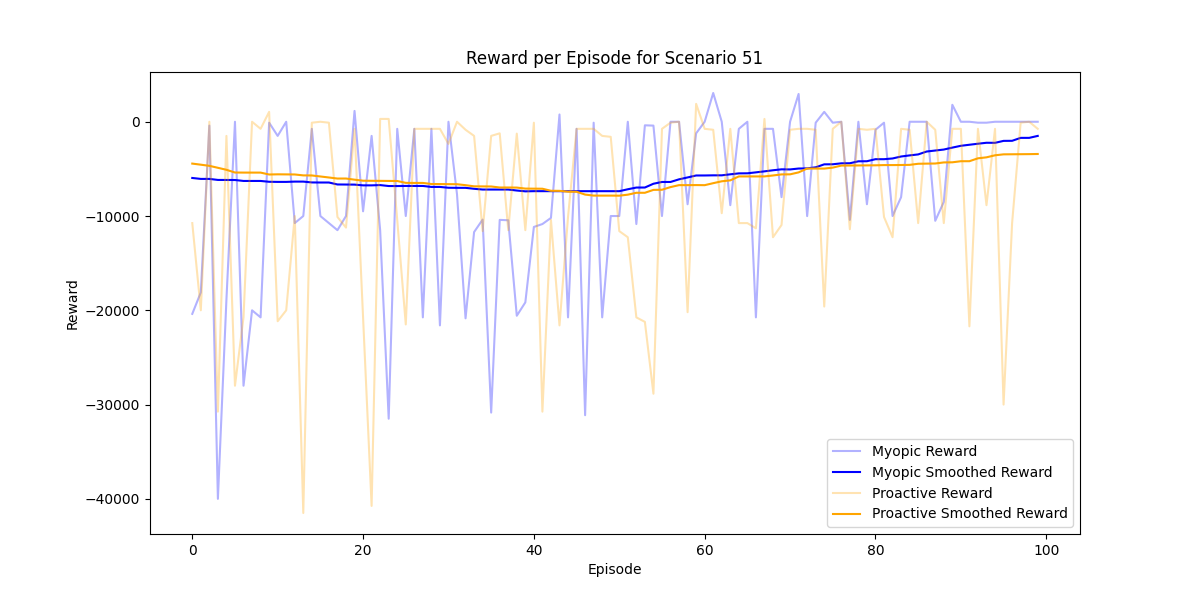 Reward per Episode for Scenario 51
Reward
0
−10000
−20000
−30000
−40000
0 20 40 60 80 100
Episode
Myopic Reward
Myopic Smoothed Reward
Proactive Reward
Proactive Smoothed Reward